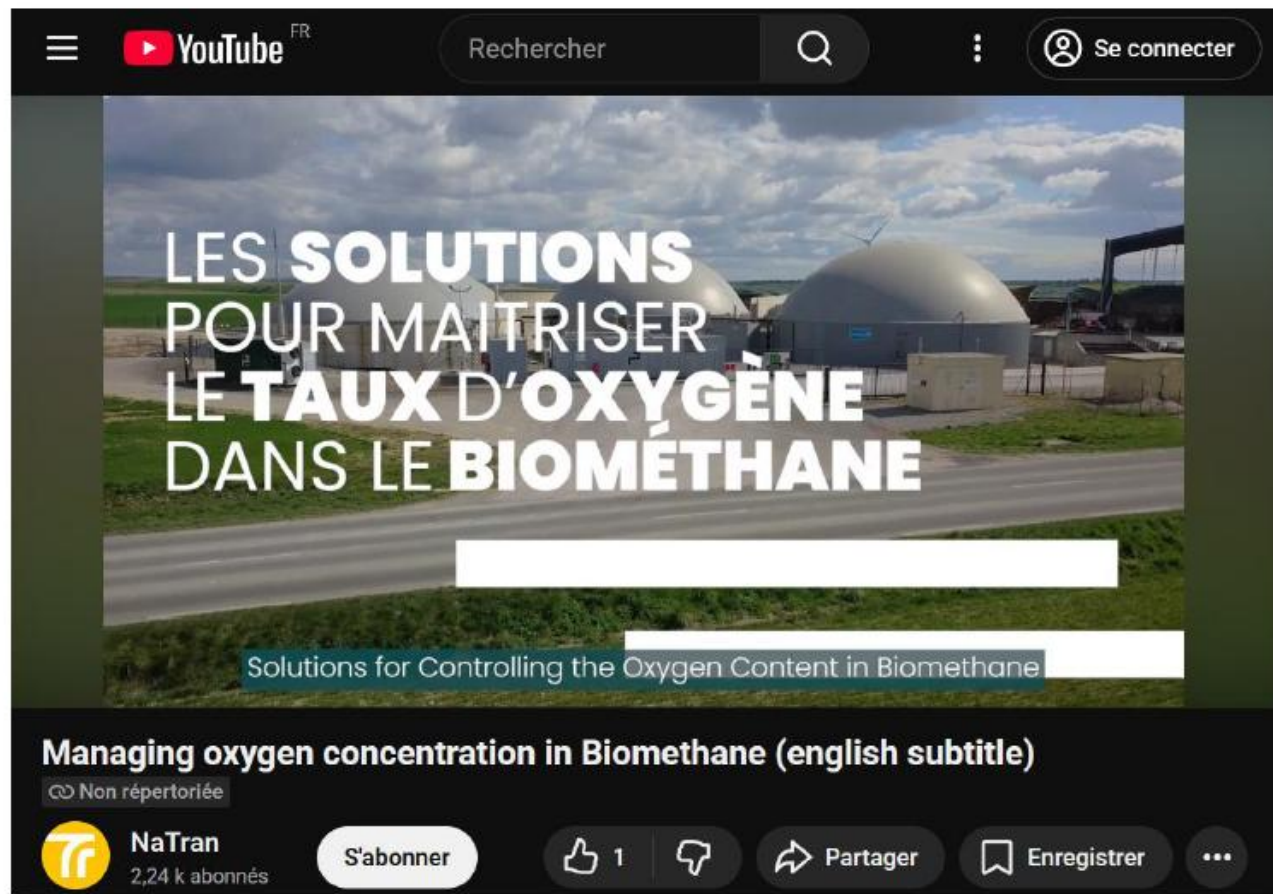 YouTube FR
Rechercher
Se connecter
LES SOLUTIONS
POUR MAITRISER
LE TAUX D'OXYGÈNE
DANS LE BIOMÉTHANE
Solutions for Controlling the Oxygen Content in Biomethane
Managing oxygen concentration in Biomethane (english subtitle)
Non répertoriée
NaTran
2,24 k abonnés
S'abonner
1
Partager
Enregistrer